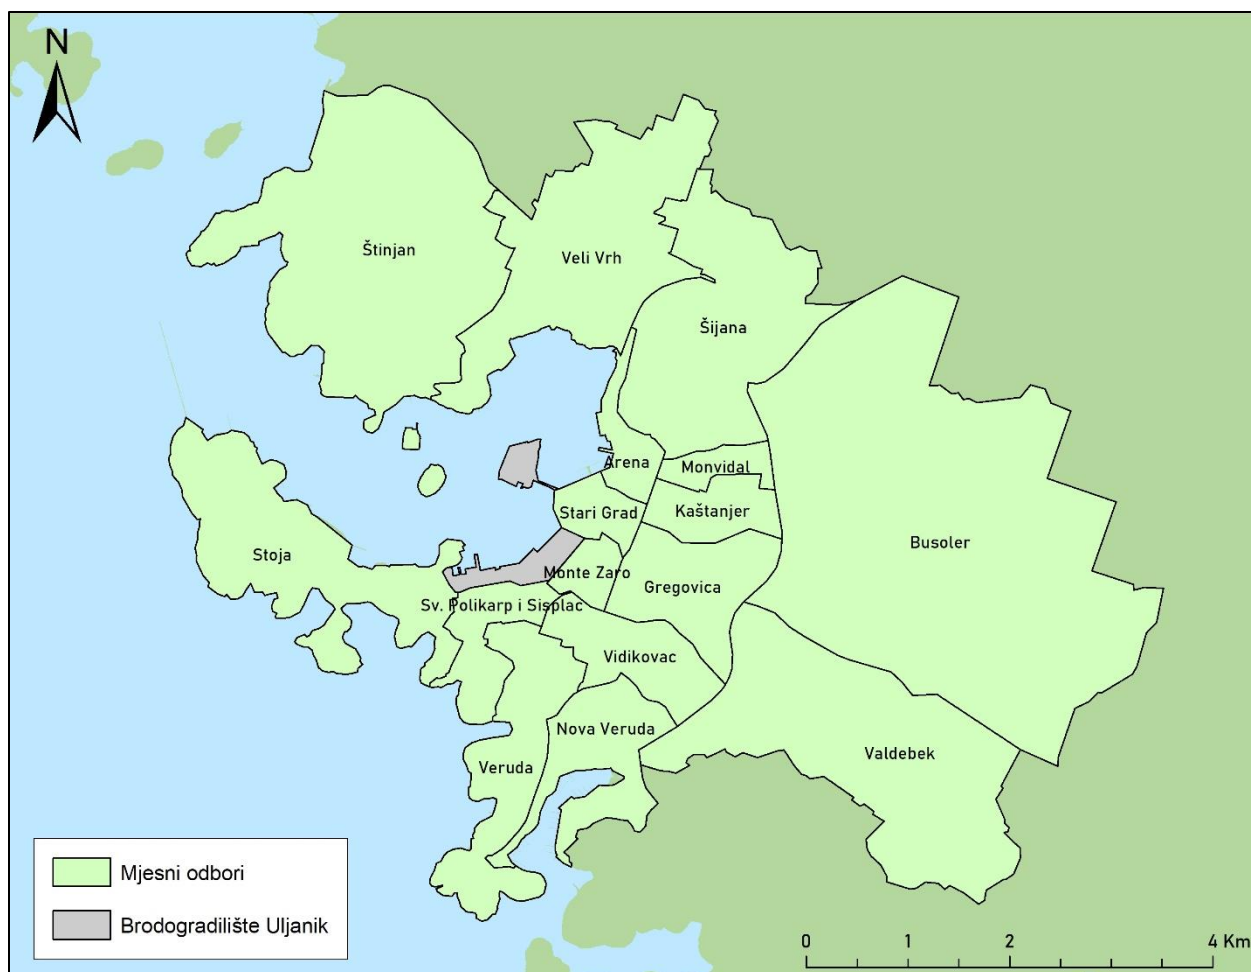 N
Štinjan
Veli Vrh
Šijana
Arena
Monvidal
Stari Grad
Kaštanjer
Busoler
Stoja
Monte Zaro
Gregovica
Sv. Polikarp i Sisplac
Vidikovac
Nova Veruda
Veruda
Valdebek
Mjesni odbori
Brodogradilište Uljanik
0 1 2 4 Km